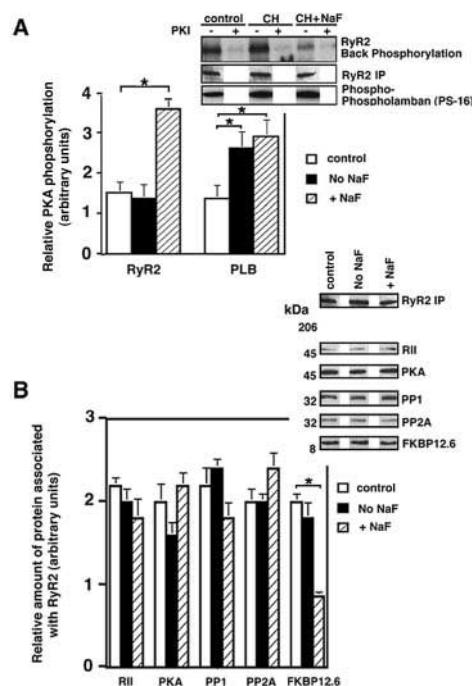 A
control CH CH+NaF
PKI - + - + - +
RyR2
Back Phosphorylation
RyR2 IP
Phospho-
Phospholamban (PS-16)
Relative PKA phopshorylation
(arbitrary units)
4
3
2
1
0
*
*
*
RyR2 PLB
control
No NaF
+ NaF
control No NaF + NaF
RyR2 IP
kDa
206
45 RII
45 PKA
32 PP1
32 PP2A
8 FKBP12.6
B
Relative amount of protein associated
with RyR2 (arbitrary units)
3
2
1
0
*
control
No NaF
+ NaF
RII PKA PP1 PP2A FKBP12.6